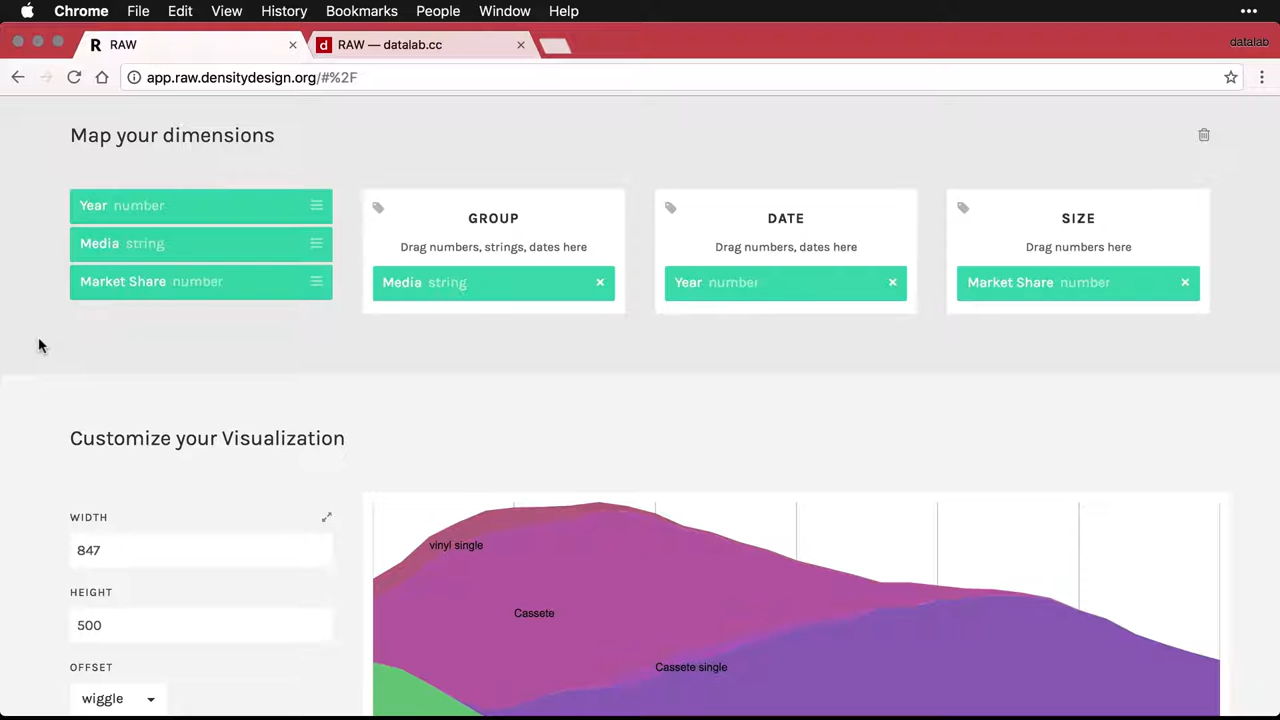 Chrome File Edit View History Bookmarks People Window Help
R RAW
d RAW — datalab.cc
datalab
app.raw.densitydesign.org/#%2F
Map your dimensions
Year number
Media string
Market Share number
GROUP
Drag numbers, strings, dates here
Media string
DATE
Drag numbers, dates here
Year number
SIZE
Drag numbers here
Market Share number
Customize your Visualization
WIDTH
847
HEIGHT
500
OFFSET
wiggle
vinyl single
Cassete
Cassete single